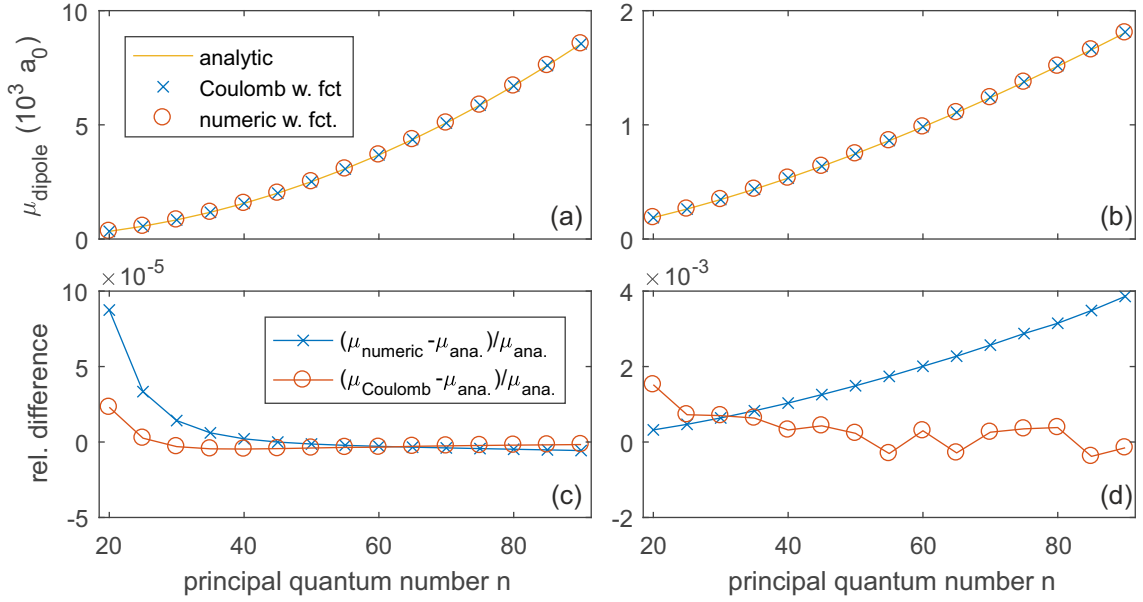 10
5
0
μdipole (10³ a₀)
analytic
Coulomb w. fct
numeric w. fct.
(a)
2
1
0
(b)
× 10⁻⁵
10
5
0
-5
rel. difference
(μnumeric -μana.)/μana.
(μCoulomb -μana.)/μana.
(c)
20 40 60 80
principal quantum number n
× 10⁻³
4
2
0
-2
(d)
20 40 60 80
principal quantum number n